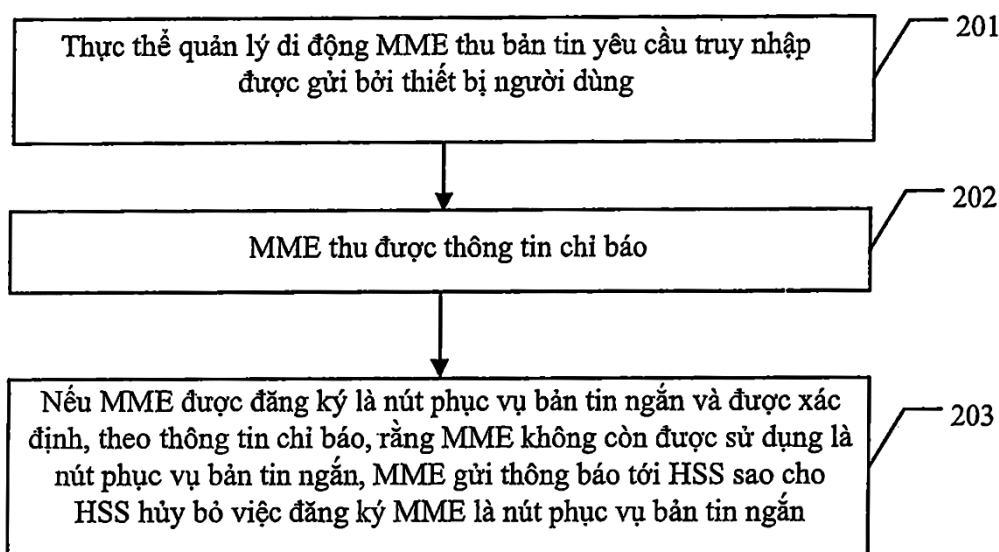 Thực thể quản lý di động MME thu bản tin yêu cầu truy nhập
được gửi bởi thiết bị người dùng
201
MME thu được thông tin chỉ báo
202
Nếu MME được đăng ký là nút phục vụ bản tin ngắn và được xác
định, theo thông tin chỉ báo, rằng MME không còn được sử dụng là
nút phục vụ bản tin ngắn, MME gửi thông báo tới HSS sao cho
HSS hủy bỏ việc đăng ký MME là nút phục vụ bản tin ngắn
203